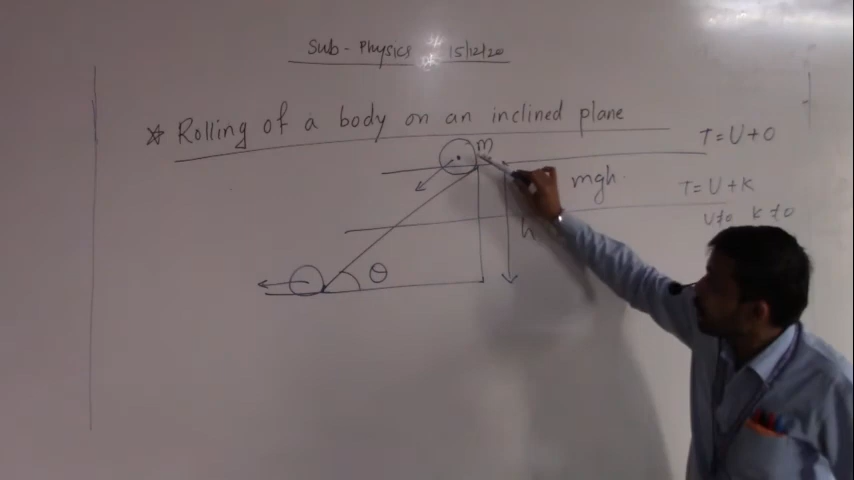 Sub - Physics 15/12/20
☆ Rolling of a body on an inclined plane
T = U + 0
m
mgh.
T = U + K
U≠0 K≠0
h
θ